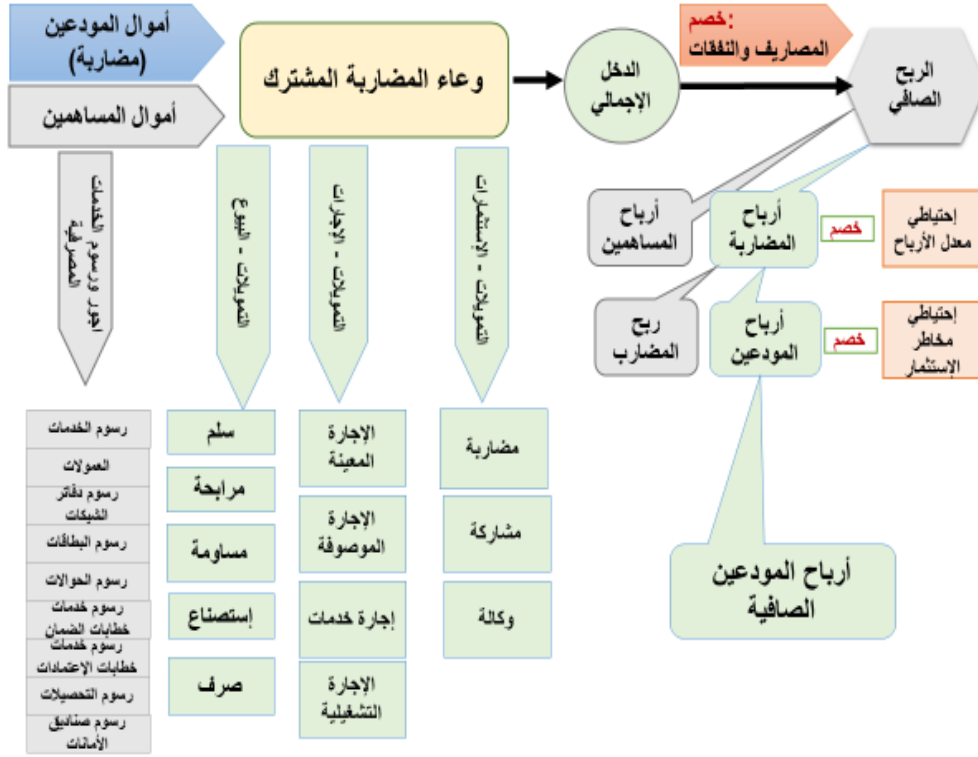 أموال المودعين
(مضاربة)
أموال المساهمين
وعاء المضاربة المشترك
الدخل
الإجمالي
خصم:
المصاريف والنفقات
الربح
الصافي
أجور ورسوم الخدمات
المصرفية
التمويلات - البيوع
التمويلات - الإجارات
التمويلات - الإستثمارات
أرباح
المساهمين
أرباح
المضاربة
خصم
إحتياطي
معدل الأرباح
ربح
المضارب
أرباح
المودعين
خصم
إحتياطي
مخاطر
الإستثمار
أرباح المودعين
الصافية
رسوم الخدمات
العمولات
رسوم دفاتر
الشيكات
رسوم البطاقات
رسوم الحوالات
رسوم خدمات
خطابات الضمان
رسوم خدمات
خطابات الإعتمادات
رسوم التحصيلات
رسوم صناديق
الأمانات
سلم
مرابحة
مساومة
إستصناع
صرف
الإجارة
المعينة
الإجارة
الموصوفة
إجارة خدمات
الإجارة
التشغيلية
مضاربة
مشاركة
وكالة